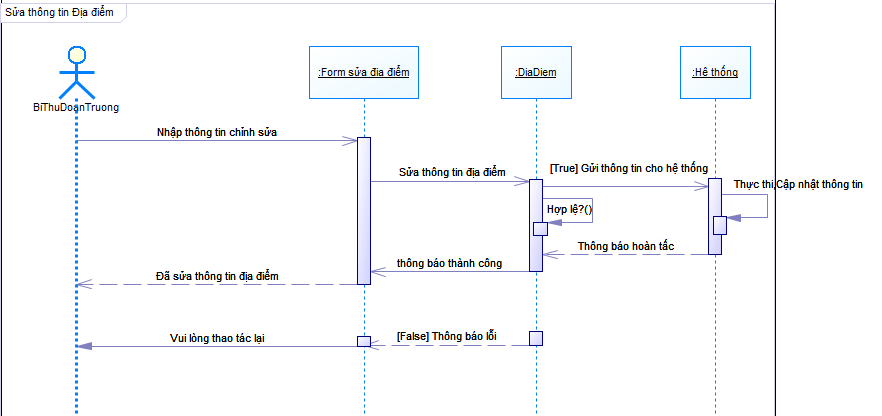 Sửa thông tin Địa điểm
:Form sửa địa điểm
:DiaDiem
:Hệ thống
BiThuDoanTruong
Nhập thông tin chỉnh sửa
[True] Gửi thông tin cho hệ thống
Sửa thông tin địa điểm
Thực thi,Cập nhật thông tin
Hợp lệ?()
Thông báo hoàn tấc
thông báo thành công
Đã sửa thông tin địa điểm
[False] Thông báo lỗi
Vui lòng thao tác lại